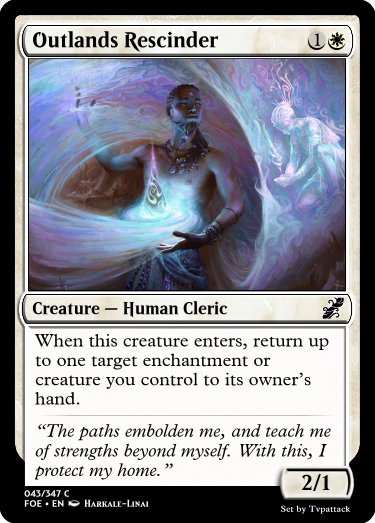 Outlands Rescinder 1
Creature — Human Cleric
When this creature enters, return up
to one target enchantment or
creature you control to its owner's
hand.
“The paths embolden me, and teach me
of strengths beyond myself. With this, I
protect my home.”
2/1
043/347 C
FOE • EN Harkale-Linai
Set by Tvpattack